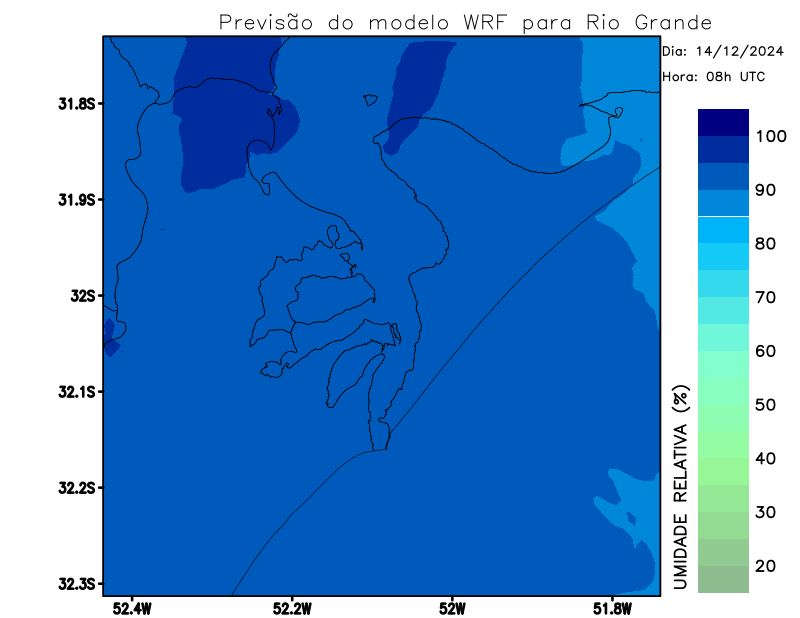 Previsão do modelo WRF para Rio Grande
Dia: 14/12/2024
Hora: 08h UTC
31.8S
31.9S
32S
32.1S
32.2S
32.3S
52.4W
52.2W
52W
51.8W
100
90
80
70
60
50
40
30
20
UMIDADE RELATIVA (%)